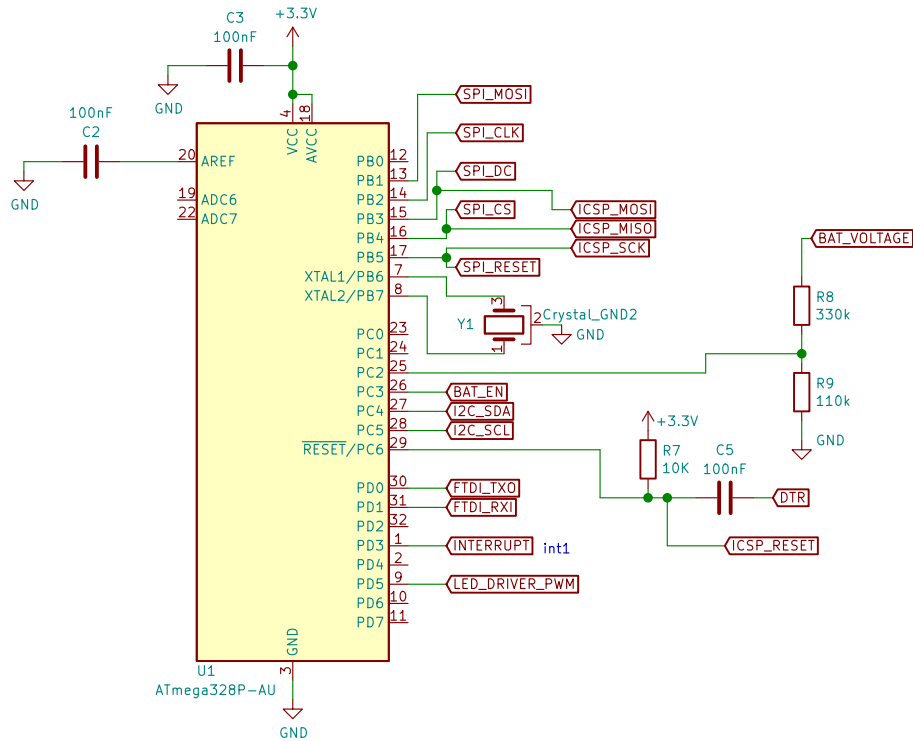 +3.3V
C3
100nF
GND
100nF
C2
GND
4
18
VCC
AVCC
20
AREF
19
ADC6
22
ADC7
PB0
12
PB1
13
PB2
14
PB3
15
PB4
16
PB5
17
XTAL1/PB6
7
XTAL2/PB7
8
PC0
23
PC1
24
PC2
25
PC3
26
PC4
27
PC5
28
RESET/PC6
29
PD0
30
PD1
31
PD2
32
PD3
1
PD4
2
PD5
9
PD6
10
PD7
11
GND
3
U1
ATmega328P-AU
GND
SPI_MOSI
SPI_CLK
SPI_DC
SPI_CS
ICSP_MOSI
ICSP_MISO
ICSP_SCK
SPI_RESET
Y1
3
1
2
Crystal_GND2
GND
BAT_VOLTAGE
R8
330k
R9
110k
GND
BAT_EN
I2C_SDA
I2C_SCL
+3.3V
R7
10K
C5
100nF
DTR
ICSP_RESET
FTDI_TXO
FTDI_RXI
INTERRUPT
int1
LED_DRIVER_PWM